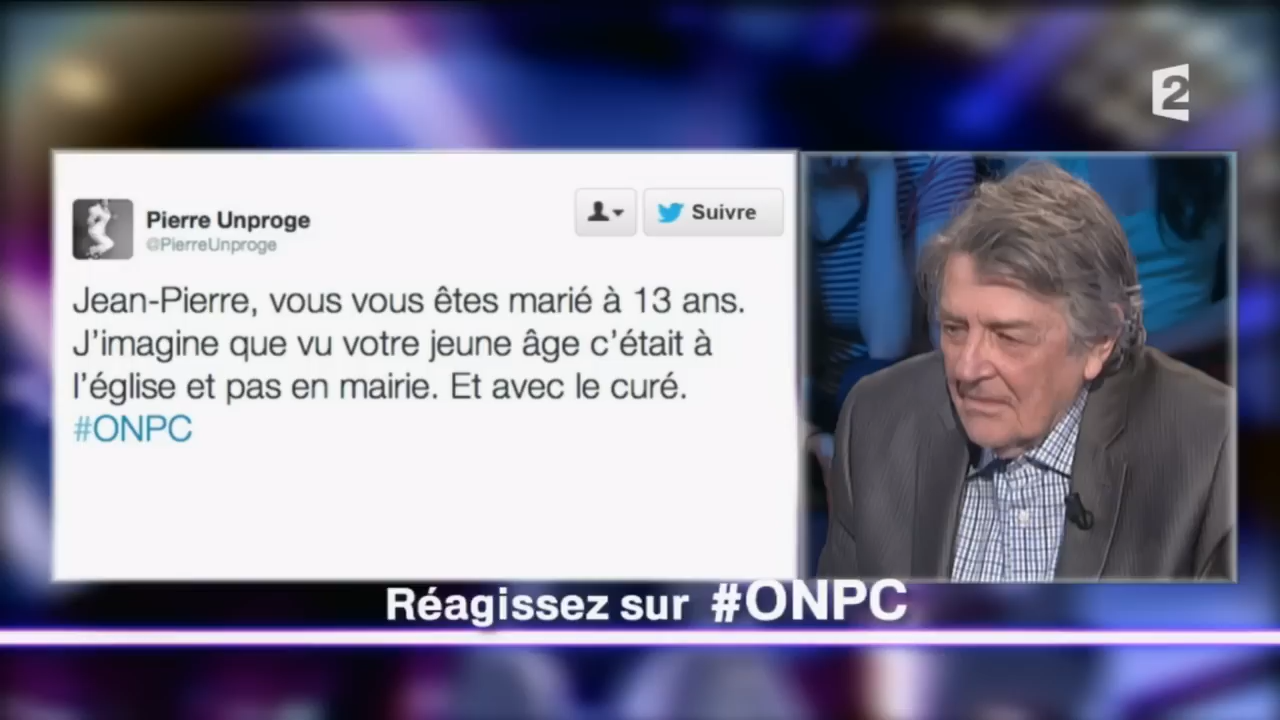 2
Pierre Unproge
@PierreUnproge
Suivre
Jean-Pierre, vous vous êtes marié à 13 ans.
J'imagine que vu votre jeune âge c'était à
l'église et pas en mairie. Et avec le curé.
#ONPC
Réagissez sur #ONPC